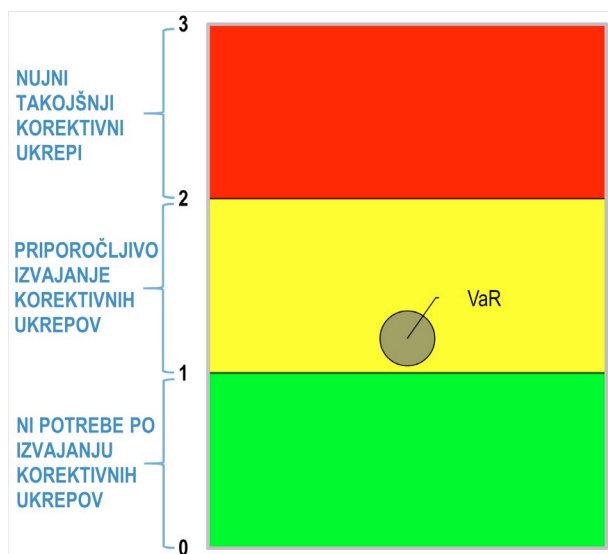 3
NUJNI
TAKOJŠNJI
KOREKTIVNI
UKREPI
2
PRIPOROČLJIVO
IZVAJANJE
KOREKTIVNIH
UKREPOV
VaR
1
NI POTREBE PO
IZVAJANJU
KOREKTIVNIH
UKREPOV
0